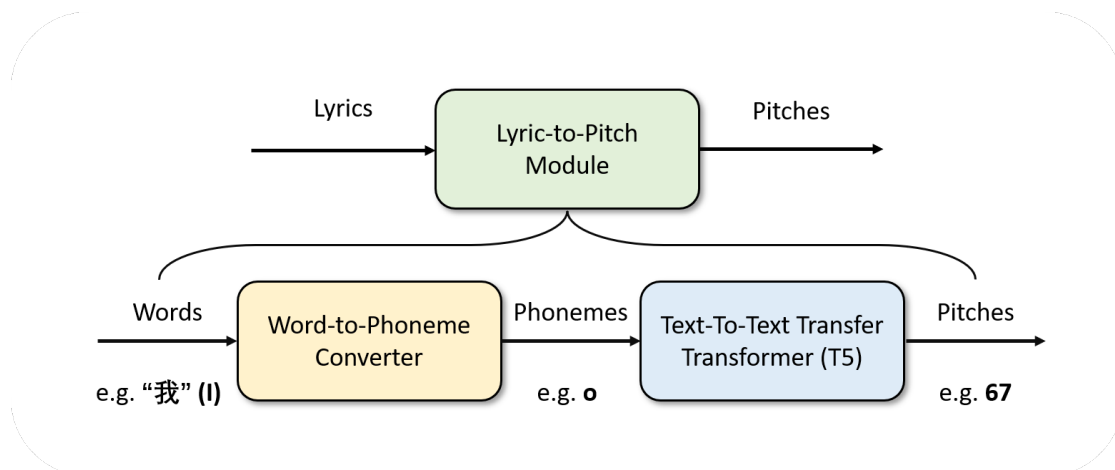 Lyrics
Lyric-to-Pitch
Module
Pitches
Words
Word-to-Phoneme
Converter
Phonemes
Text-To-Text Transfer
Transformer (T5)
Pitches
e.g. “我” (I)
e.g. o
e.g. 67